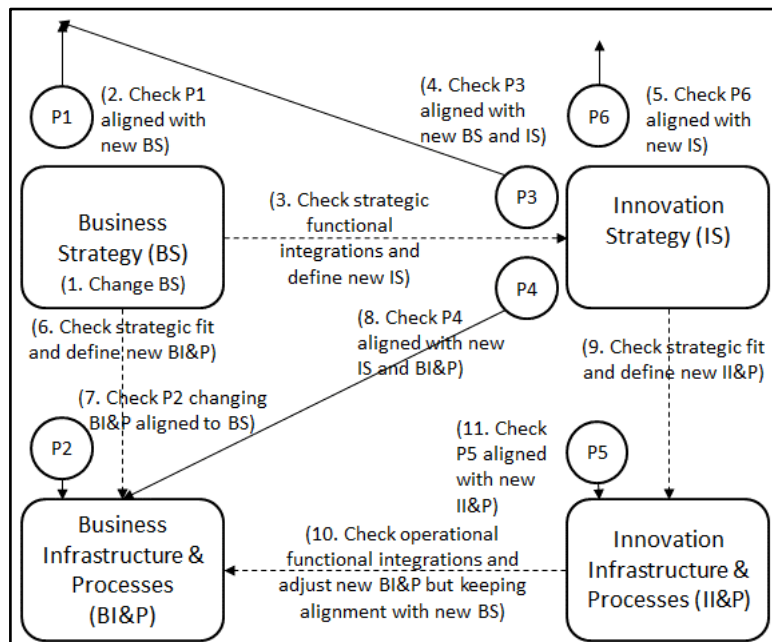 P1
(2. Check P1
aligned with
new BS)
(4. Check P3
aligned with
new BS and IS)
P6
(5. Check P6
aligned with
new IS)
Business
Strategy (BS)
(1. Change BS)
(3. Check strategic
functional
integrations and
define new IS)
P3
Innovation
Strategy (IS)
P4
(6. Check strategic fit
and define new BI&P)
(8. Check P4
aligned with new
IS and BI&P)
(9. Check strategic fit
and define new II&P)
(7. Check P2 changing
BI&P aligned to BS)
P2
(11. Check
P5 aligned
with new
II&P)
P5
Business
Infrastructure &
Processes
(BI&P)
(10. Check operational
functional integrations and
adjust new BI&P but keeping
alignment with new BS)
Innovation
Infrastructure &
Processes (II&P)